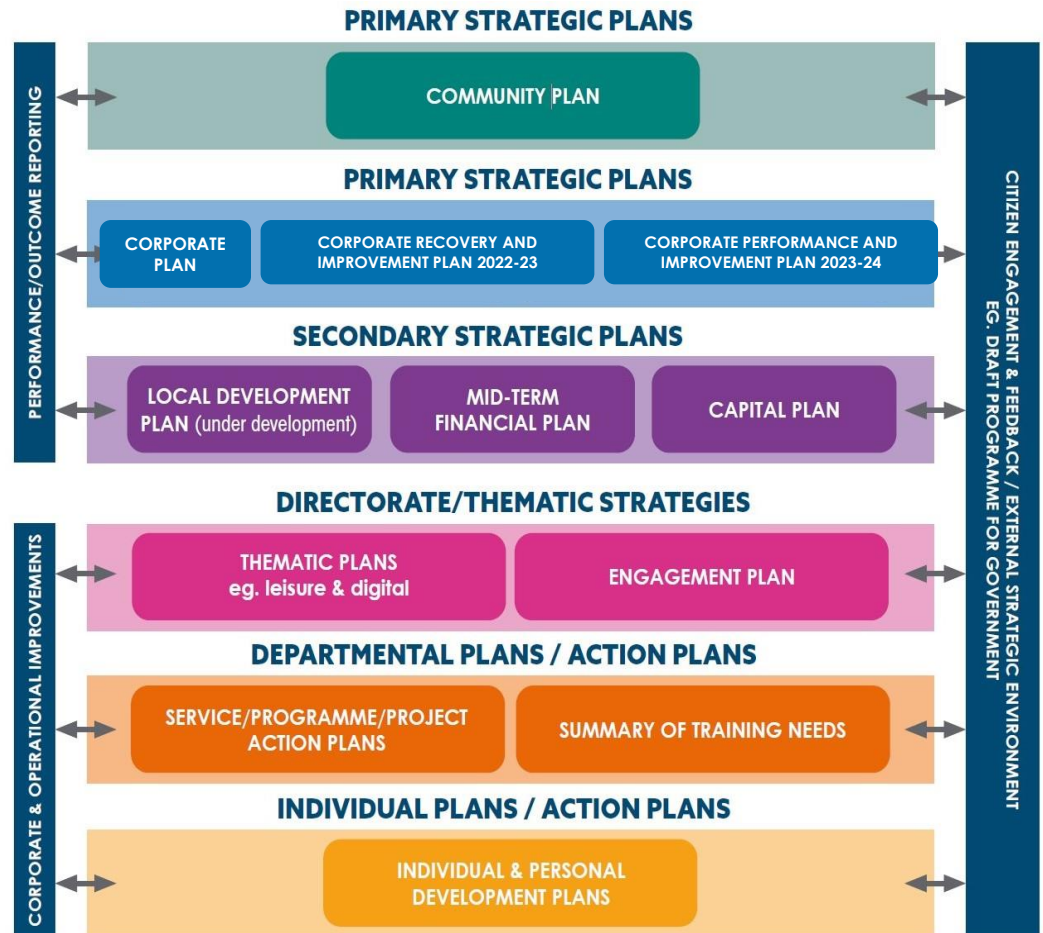 PRIMARY STRATEGIC PLANS
COMMUNITY PLAN
PRIMARY STRATEGIC PLANS
CORPORATE
PLAN
CORPORATE RECOVERY AND
IMPROVEMENT PLAN 2022-23
CORPORATE PERFORMANCE AND
IMPROVEMENT PLAN 2023-24
SECONDARY STRATEGIC PLANS
LOCAL DEVELOPMENT
PLAN (under development)
MID-TERM
FINANCIAL PLAN
CAPITAL PLAN
DIRECTORATE/THEMATIC STRATEGIES
THEMATIC PLANS
eg. leisure & digital
ENGAGEMENT PLAN
DEPARTMENTAL PLANS / ACTION PLANS
SERVICE/PROGRAMME/PROJECT
ACTION PLANS
SUMMARY OF TRAINING NEEDS
INDIVIDUAL PLANS / ACTION PLANS
INDIVIDUAL & PERSONAL
DEVELOPMENT PLANS
PERFORMANCE/OUTCOME REPORTING
CORPORATE & OPERATIONAL IMPROVEMENTS
CITIZEN ENGAGEMENT & FEEDBACK / EXTERNAL STRATEGIC ENVIRONMENT
EG. DRAFT PROGRAMME FOR GOVERNMENT